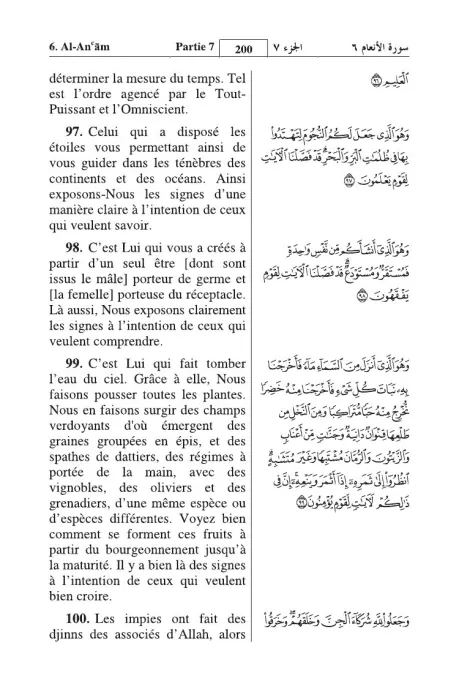 6. Al-Anᶜām Partie 7 200 الجزء ٧ سورة الأنعام ٦
déterminer la mesure du temps. Tel
est l’ordre agencé par le Tout-
Puissant et l’Omniscient.
97. Celui qui a disposé les
étoiles vous permettant ainsi de
vous guider dans les ténèbres des
continents et des océans. Ainsi
exposons-Nous les signes d’une
manière claire à l’intention de ceux
qui veulent savoir.
98. C’est Lui qui vous a créés à
partir d’un seul être [dont sont
issus le mâle] porteur de germe et
[la femelle] porteuse du réceptacle.
Là aussi, Nous exposons clairement
les signes à l’intention de ceux qui
veulent comprendre.
99. C’est Lui qui fait tomber
l’eau du ciel. Grâce à elle, Nous
faisons pousser toutes les plantes.
Nous en faisons surgir des champs
verdoyants d'où émergent des
graines groupées en épis, et des
spathes de dattiers, des régimes à
portée de la main, avec des
vignobles, des oliviers et des
grenadiers, d’une même espèce ou
d’espèces différentes. Voyez bien
comment se forment ces fruits à
partir du bourgeonnement jusqu’à
la maturité. Il y a bien là des signes
à l’intention de ceux qui veulent
bien croire.
100. Les impies ont fait des
djinns des associés d’Allah, alors
ٱلْعَلِيمِ ٩٦
وَهُوَ ٱلَّذِى جَعَلَ لَكُمُ ٱلنُّجُومَ لِتَهْتَدُوا۟
بِهَا فِى ظُلُمَٰتِ ٱلْبَرِّ وَٱلْبَحْرِ ۗ قَدْ فَصَّلْنَا ٱلْءَايَٰتِ
لِقَوْمٍ يَعْلَمُونَ ٩٧
وَهُوَ ٱلَّذِىٓ أَنشَأَكُم مِّن نَّفْسٍ وَٰحِدَةٍ
فَمُسْتَقَرٌّ وَمُسْتَوْدَعٌ ۗ قَدْ فَصَّلْنَا ٱلْءَايَٰتِ لِقَوْمٍ
يَفْقَهُونَ ٩٨
وَهُوَ ٱلَّذِىٓ أَنزَلَ مِنَ ٱلسَّمَآءِ مَآءً فَأَخْرَجْنَا
بِهِۦ نَبَاتَ كُلِّ شَىْءٍ فَأَخْرَجْنَا مِنْهُ خَضِرًا
نُّخْرِجُ مِنْهُ حَبًّا مُّتَرَاكِبًا وَمِنَ ٱلنَّخْلِ مِن
طَلْعِهَا قِنْوَانٌ دَانِيَةٌ وَجَنَّٰتٍ مِّنْ أَعْنَابٍ
وَٱلزَّيْتُونَ وَٱلرُّمَّانَ مُشْتَبِهًا وَغَيْرَ مُتَشَٰبِهٍ ۗ
ٱنظُرُوٓا۟ إِلَىٰ ثَمَرِهِۦٓ إِذَآ أَثْمَرَ وَيَنْعِهِۦٓ ۚ إِنَّ فِى
ذَٰلِكُمْ لَءَايَٰتٍ لِّقَوْمٍ يُؤْمِنُونَ ٩٩
وَجَعَلُوا۟ لِلَّهِ شُرَكَآءَ ٱلْجِنَّ وَخَلَقَهُمْ ۖ وَخَرَقُوا۟